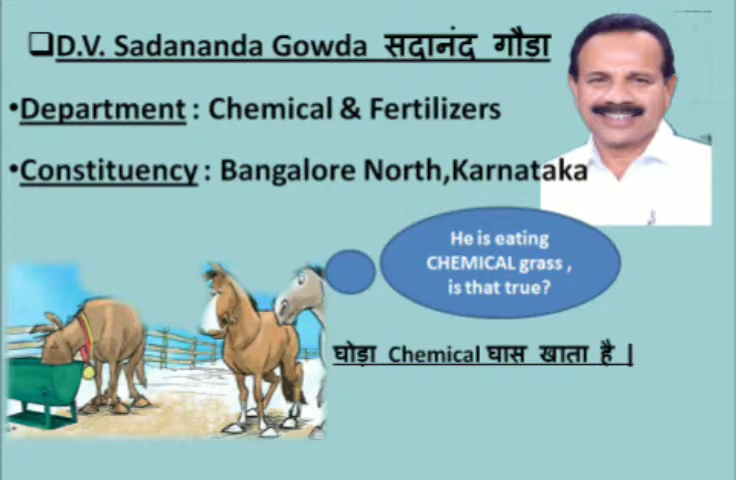 ❑D.V. Sadananda Gowda सदानंद गौड़ा
•Department : Chemical & Fertilizers
•Constituency : Bangalore North,Karnataka
He is eating
CHEMICAL grass ,
is that true?
घोड़ा Chemical घास खाता है |